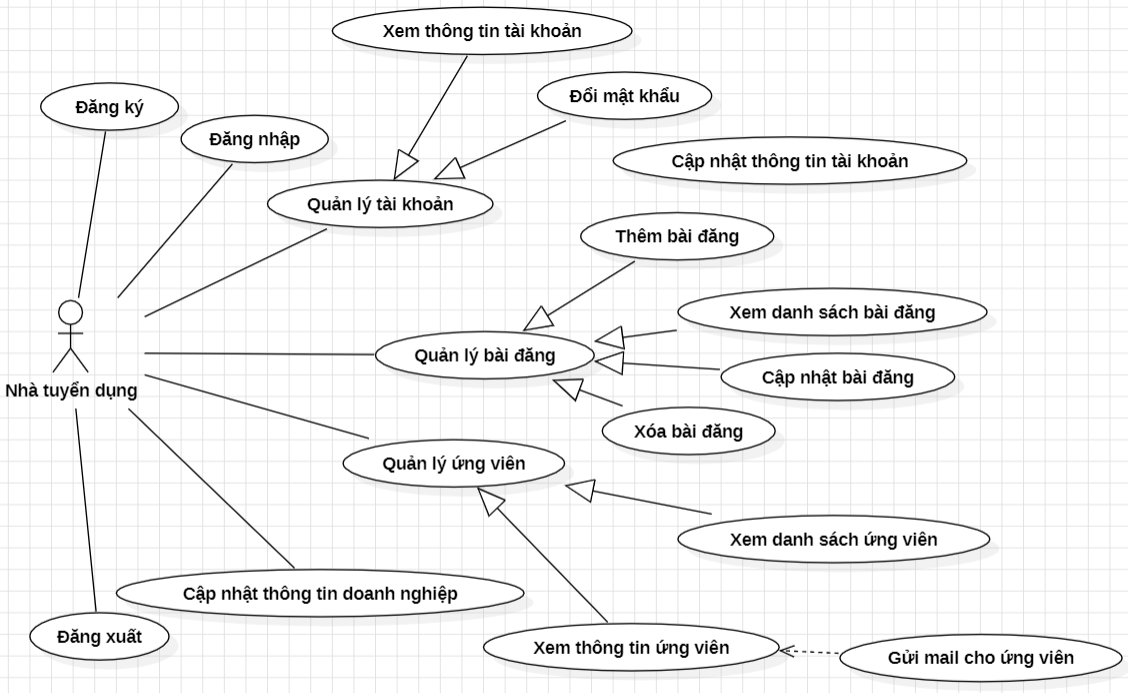 Xem thông tin tài khoản
Đổi mật khẩu
Đăng ký
Đăng nhập
Cập nhật thông tin tài khoản
Quản lý tài khoản
Thêm bài đăng
Xem danh sách bài đăng
Quản lý bài đăng
Cập nhật bài đăng
Nhà tuyển dụng
Xóa bài đăng
Quản lý ứng viên
Xem danh sách ứng viên
Cập nhật thông tin doanh nghiệp
Đăng xuất
Xem thông tin ứng viên
Gửi mail cho ứng viên